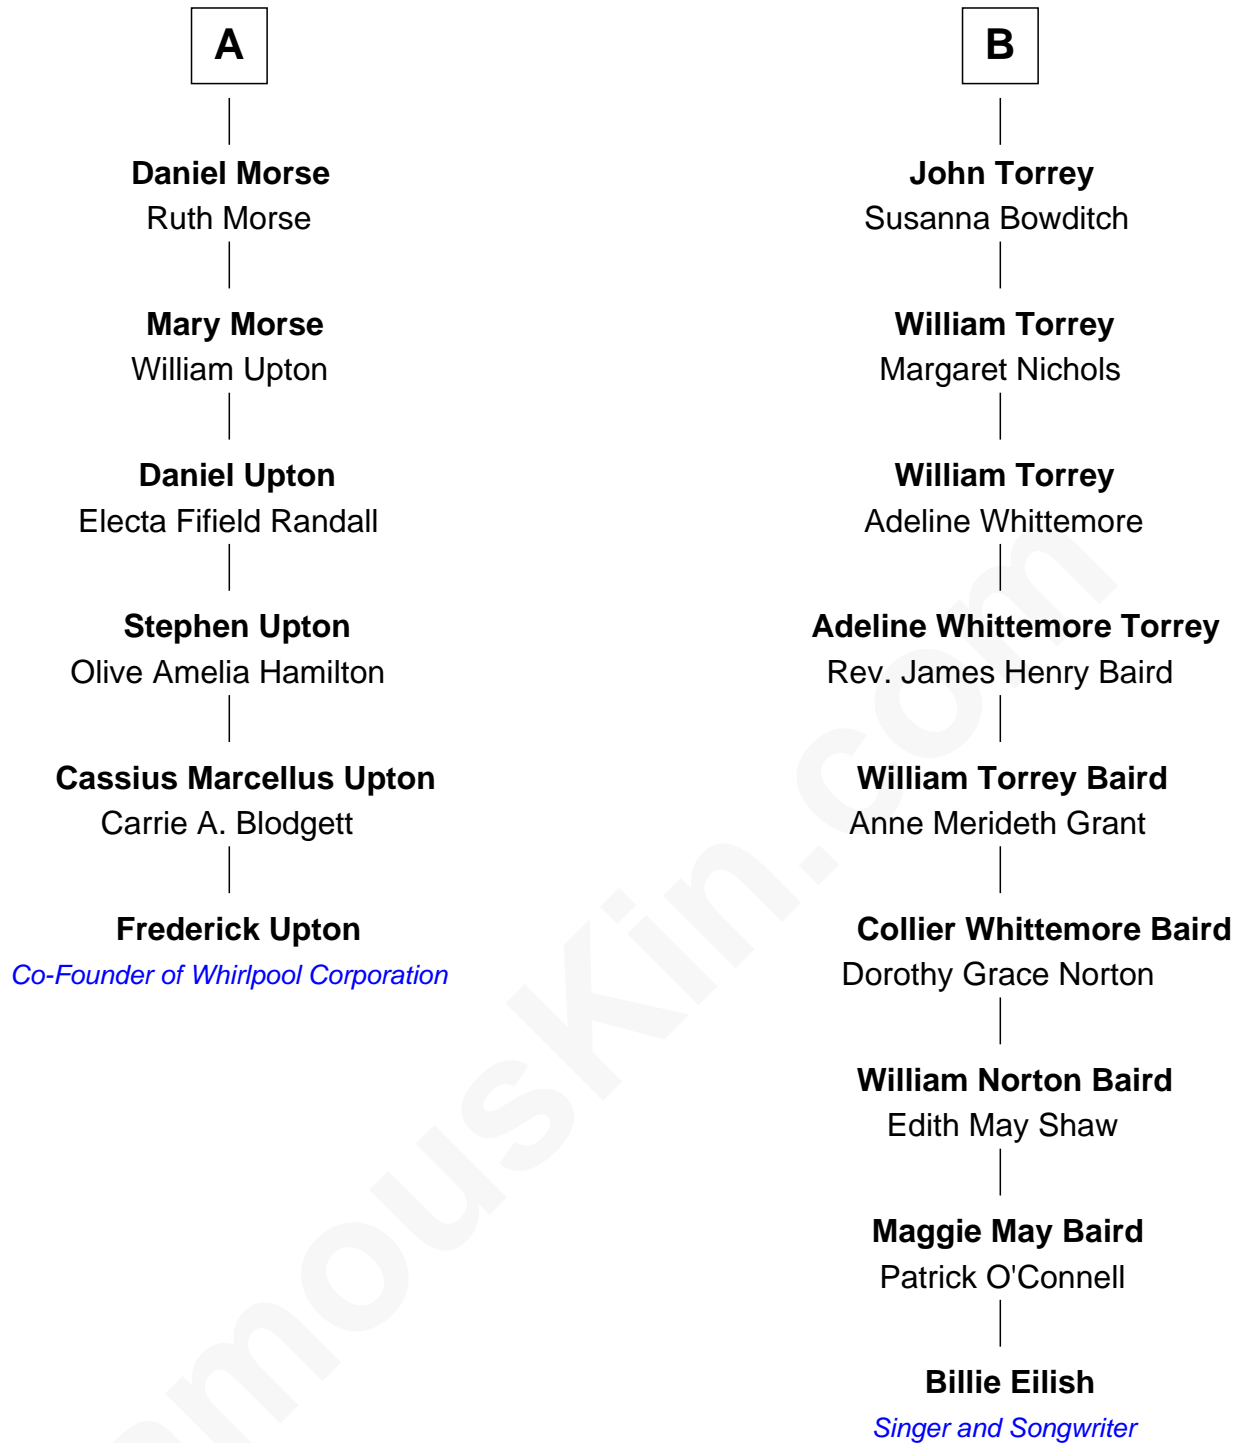 A
Daniel Morse
Ruth Morse
Mary Morse
William Upton
Daniel Upton
Electa Fifield Randall
Stephen Upton
Olive Amelia Hamilton
Cassius Marcellus Upton
Carrie A. Blodgett
Frederick Upton
Co-Founder of Whirlpool Corporation
B
John Torrey
Susanna Bowditch
William Torrey
Margaret Nichols
William Torrey
Adeline Whittemore
Adeline Whittemore Torrey
Rev. James Henry Baird
William Torrey Baird
Anne Merideth Grant
Collier Whittemore Baird
Dorothy Grace Norton
William Norton Baird
Edith May Shaw
Maggie May Baird
Patrick O'Connell
Billie Eilish
Singer and Songwriter
amouskin.com